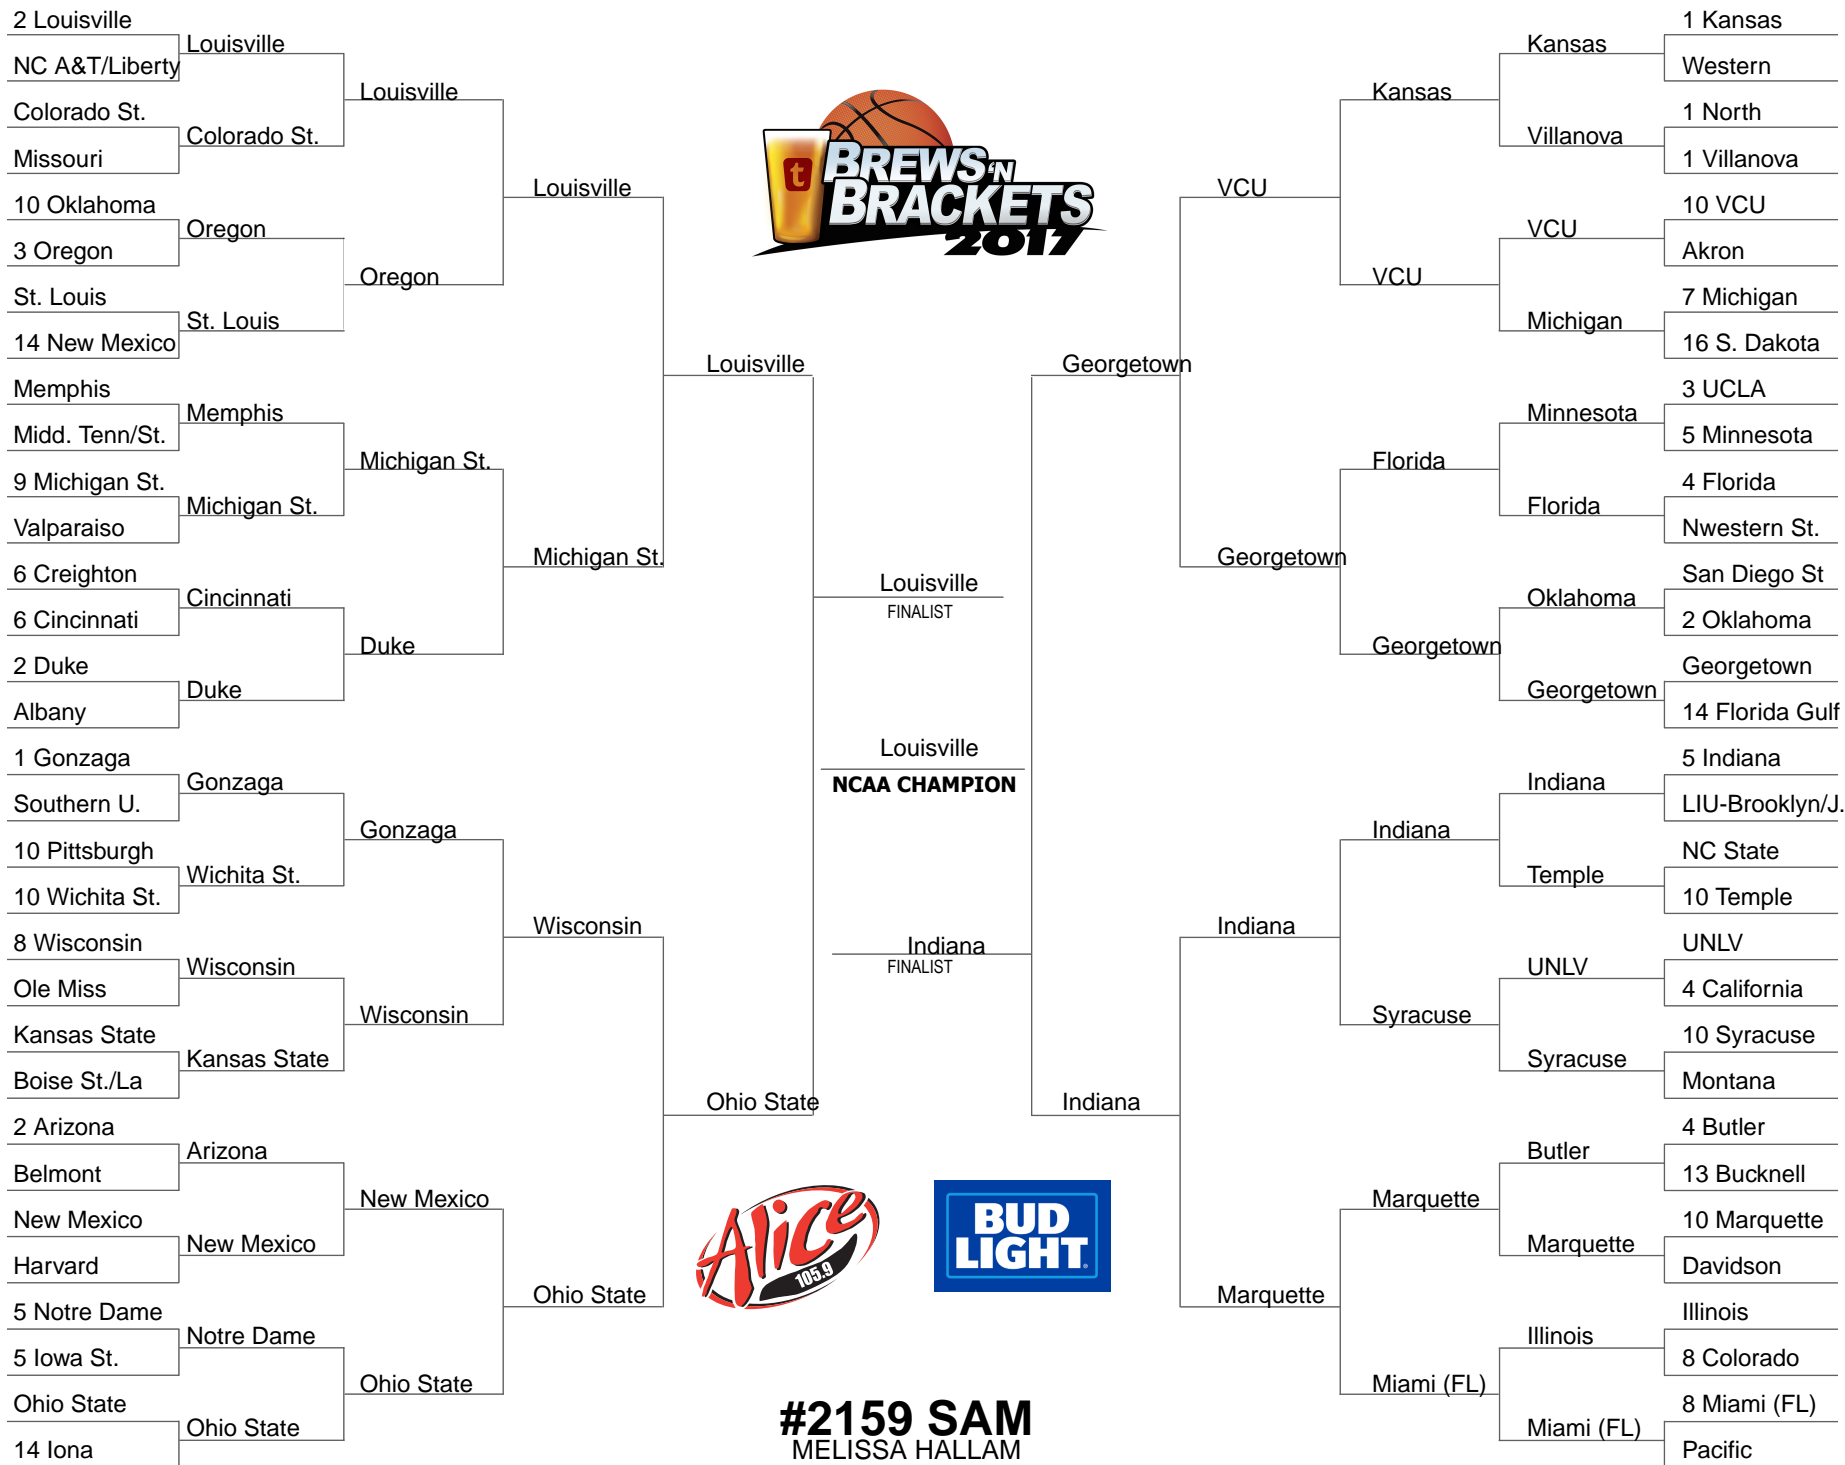 2 Louisville
NC A&T/Liberty
Colorado St.
Missouri
10 Oklahoma
3 Oregon
St. Louis
14 New Mexico
Memphis
Midd. Tenn/St.
9 Michigan St.
Valparaiso
6 Creighton
6 Cincinnati
2 Duke
Albany
1 Gonzaga
Southern U.
10 Pittsburgh
10 Wichita St.
8 Wisconsin
Ole Miss
Kansas State
Boise St./La
2 Arizona
Belmont
New Mexico
Harvard
5 Notre Dame
5 Iowa St.
Ohio State
14 Iona
Louisville
Colorado St.
Oregon
St. Louis
Memphis
Michigan St.
Cincinnati
Duke
Gonzaga
Wichita St.
Wisconsin
Kansas State
Arizona
New Mexico
Notre Dame
Ohio State
Louisville
Oregon
Michigan St.
Duke
Gonzaga
Wisconsin
New Mexico
Ohio State
Louisville
Michigan St.
Wisconsin
Ohio State
Louisville
Ohio State
t
BREWS 'N
BRACKETS
2017
Louisville
FINALIST
Louisville
NCAA CHAMPION
Indiana
FINALIST
Alice
105.9
BUD
LIGHT
#2159 SAM
MELISSA HALLAM
Georgetown
Indiana
VCU
Georgetown
Indiana
Marquette
Kansas
VCU
Florida
Georgetown
Indiana
Syracuse
Marquette
Miami (FL)
Kansas
Villanova
VCU
Michigan
Minnesota
Florida
Oklahoma
Georgetown
Indiana
Temple
UNLV
Syracuse
Butler
Marquette
Illinois
Miami (FL)
1 Kansas
Western
1 North
1 Villanova
10 VCU
Akron
7 Michigan
16 S. Dakota
3 UCLA
5 Minnesota
4 Florida
Nwestern St.
San Diego St
2 Oklahoma
Georgetown
14 Florida Gulf
5 Indiana
LIU-Brooklyn/J.
NC State
10 Temple
UNLV
4 California
10 Syracuse
Montana
4 Butler
13 Bucknell
10 Marquette
Davidson
Illinois
8 Colorado
8 Miami (FL)
Pacific